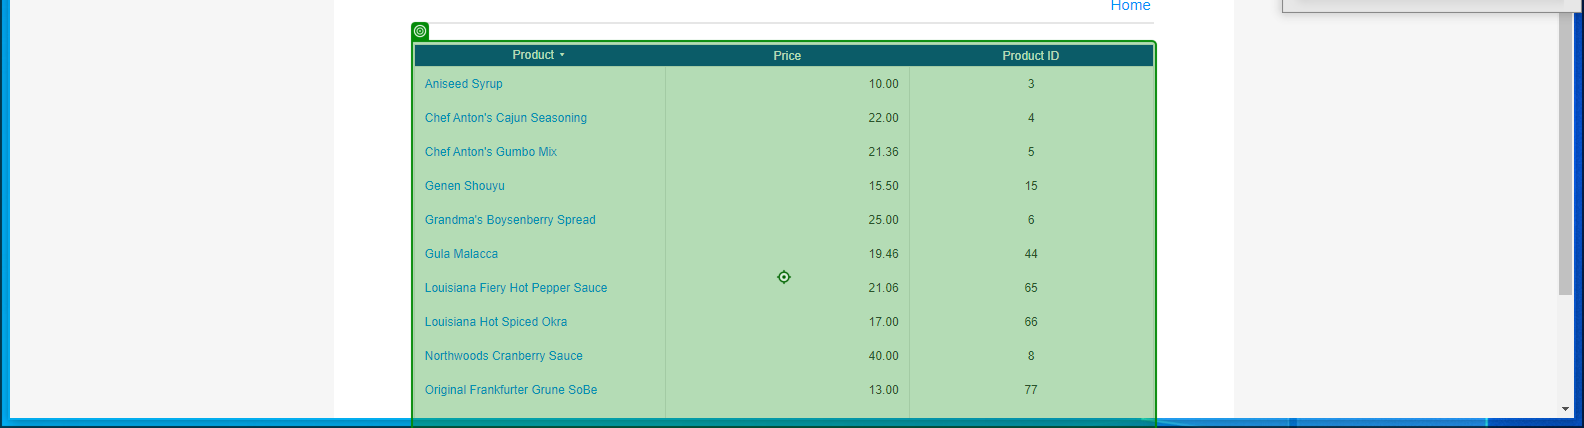 Home
Product Price Product ID
Aniseed Syrup 10.00 3
Chef Anton's Cajun Seasoning 22.00 4
Chef Anton's Gumbo Mix 21.36 5
Genen Shouyu 15.50 15
Grandma's Boysenberry Spread 25.00 6
Gula Malacca 19.46 44
Louisiana Fiery Hot Pepper Sauce 21.06 65
Louisiana Hot Spiced Okra 17.00 66
Northwoods Cranberry Sauce 40.00 8
Original Frankfurter Grune SoBe 13.00 77